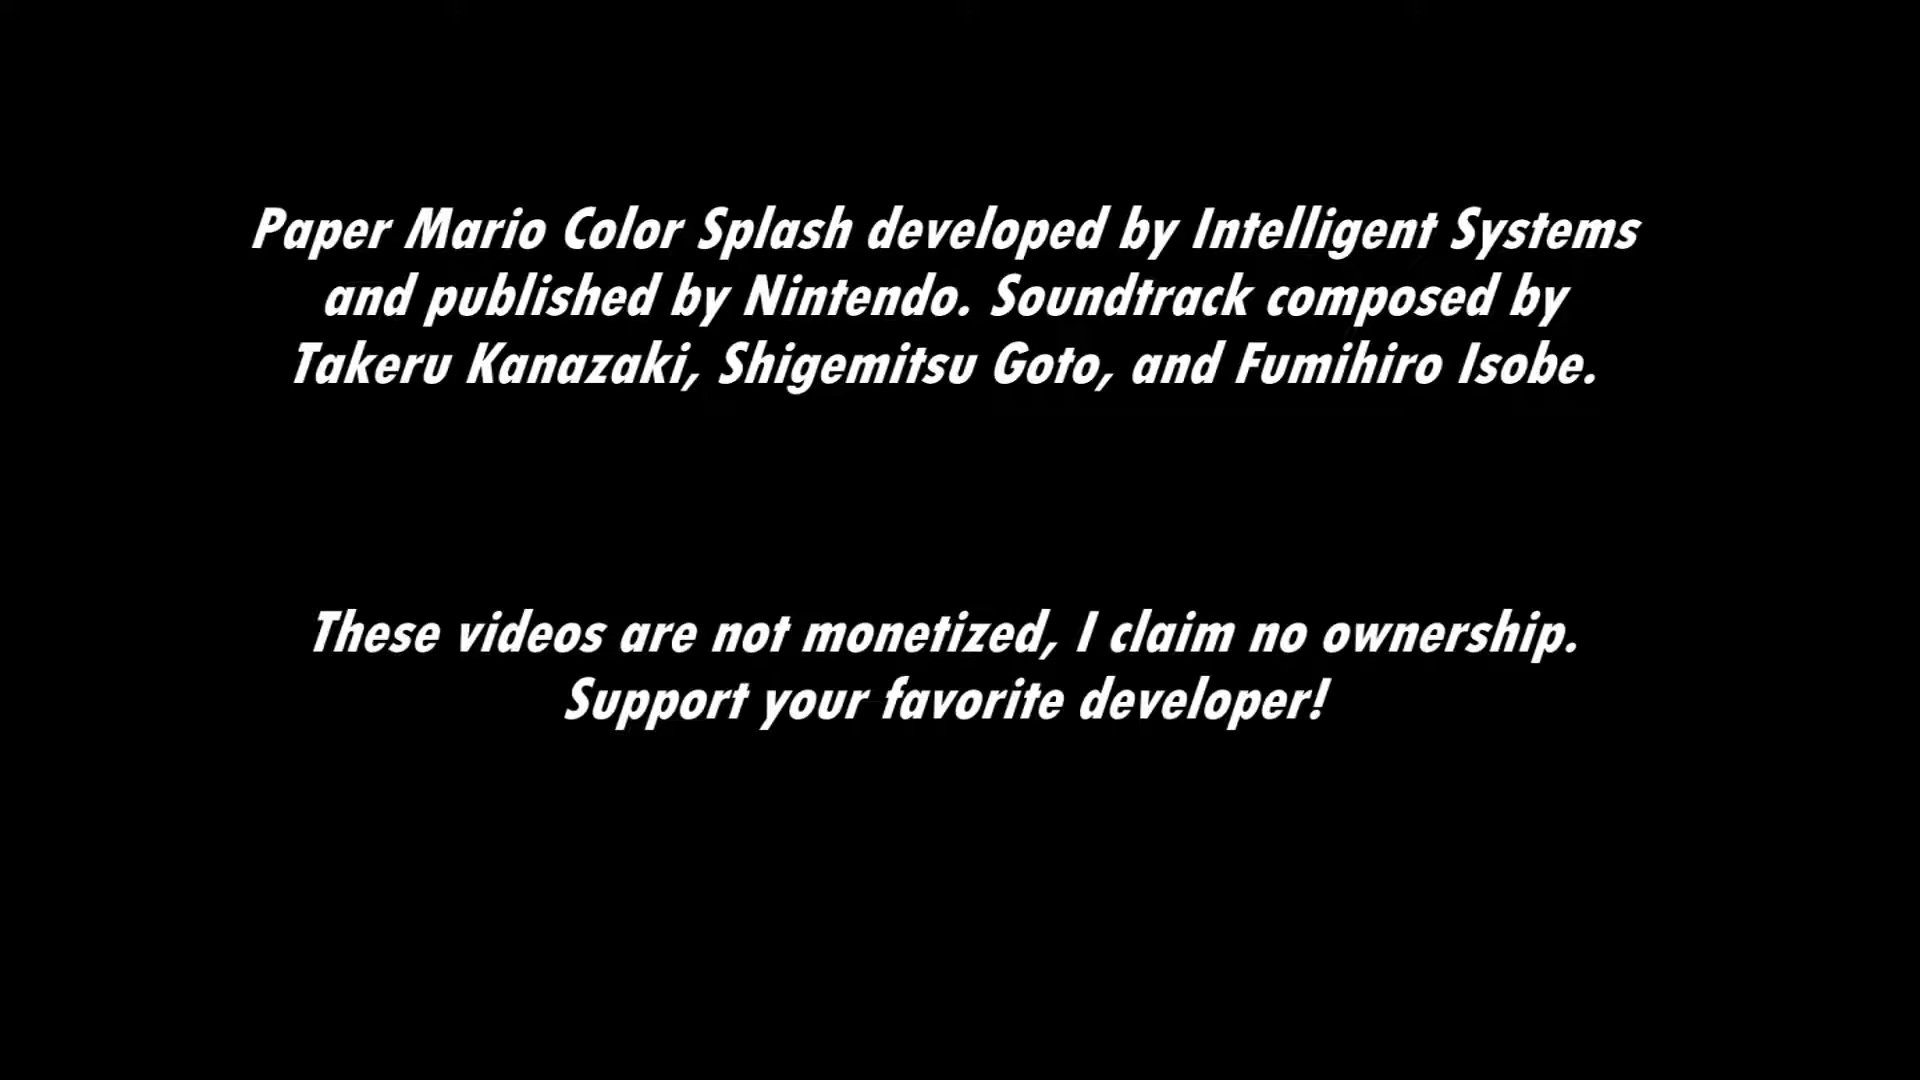 Paper Mario Color Splash developed by Intelligent Systems
and published by Nintendo. Soundtrack composed by
Takeru Kanazaki, Shigemitsu Goto, and Fumihiro Isobe.
These videos are not monetized, I claim no ownership.
Support your favorite developer!